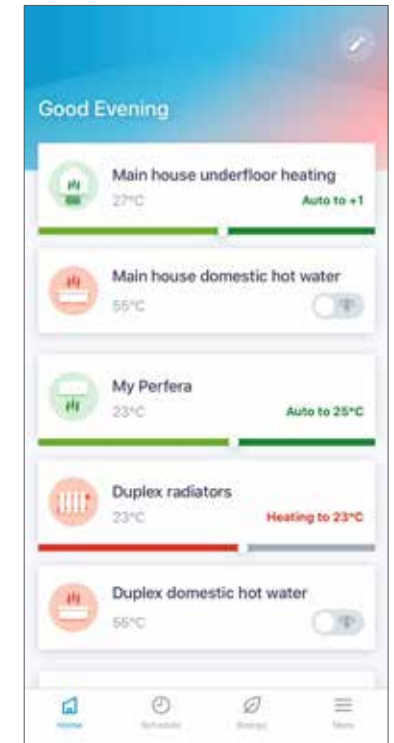 Good Evening
Main house underfloor heating
27°C
Auto to +1
Main house domestic hot water
55°C
My Perfera
23°C
Auto to 25°C
Duplex radiators
23°C
Heating to 23°C
Duplex domestic hot water
55°C
Home
Schedule
Energy
More